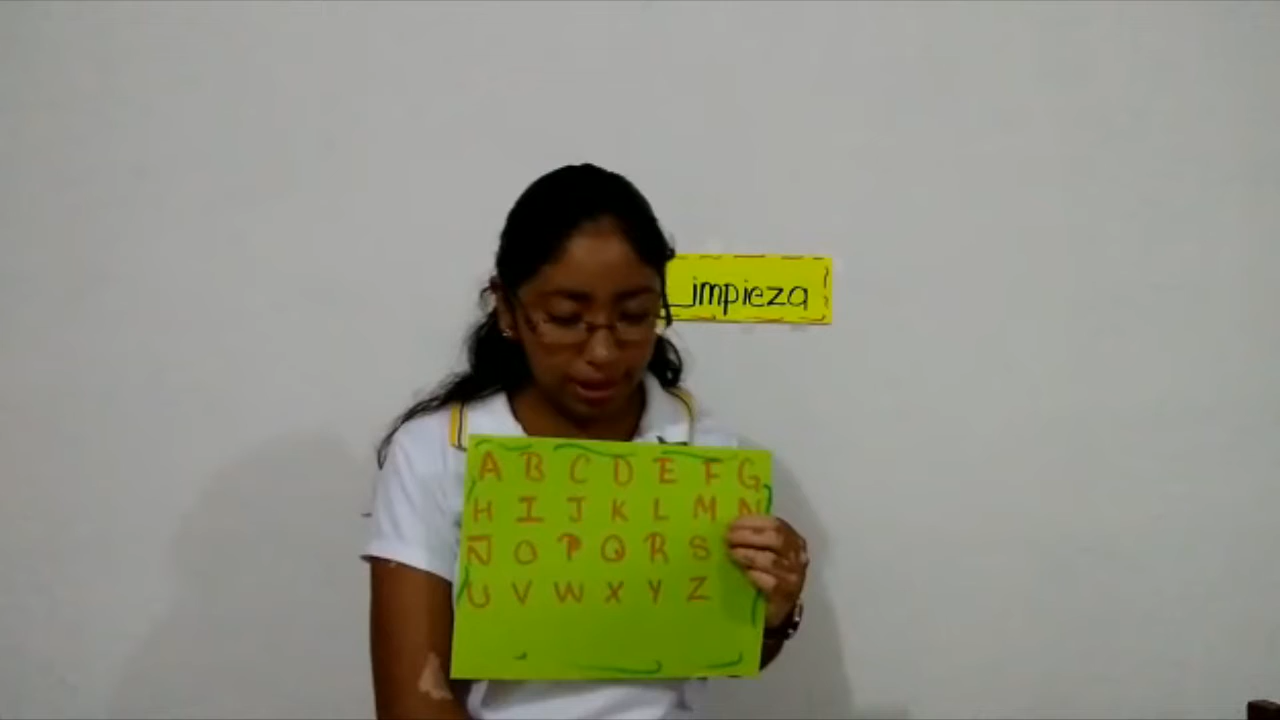 Limpieza
A B C D E F G
H I J K L M N
Ñ O P Q R S
U V W X Y Z